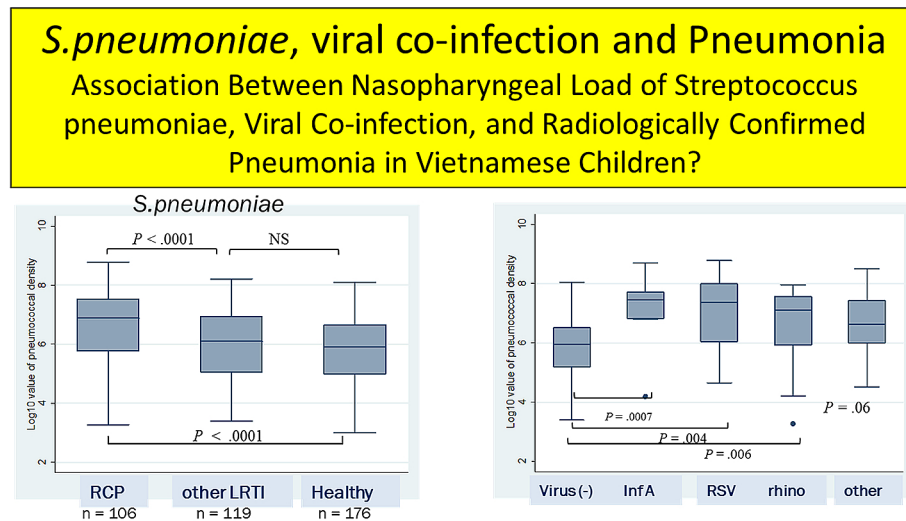 S.pneumoniae, viral co-infection and Pneumonia
Association Between Nasopharyngeal Load of Streptococcus
pneumoniae, Viral Co-infection, and Radiologically Confirmed
Pneumonia in Vietnamese Children?
S.pneumoniae
Log10 value of pneumococcal density
10
8
6
4
2
P < .0001
NS
P < .0001
RCP
other LRTI
Healthy
n = 106
n = 119
n = 176
Log10 value of pneumococcal density
10
8
6
4
2
P = .06
P = .0007
P = .004
P = .006
Virus (-)
Inf A
RSV
rhino
other